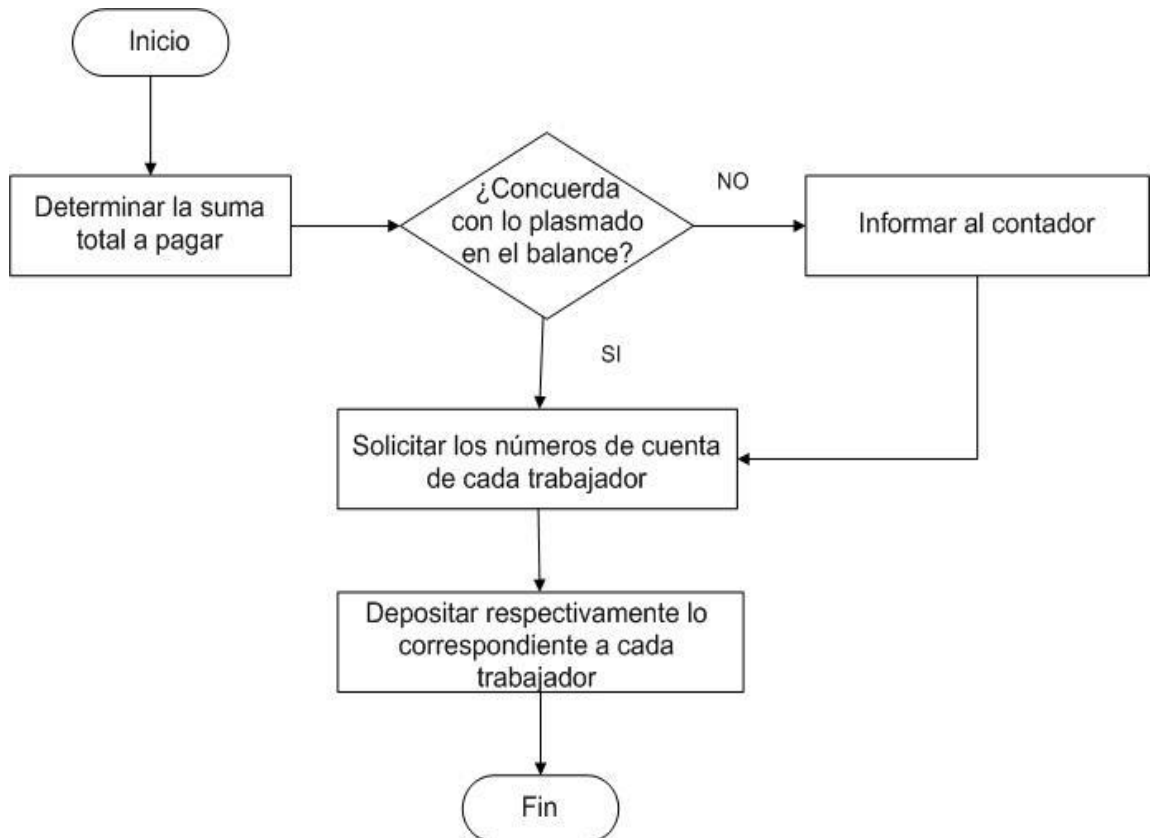 Inicio
Determinar la suma
total a pagar
¿Concuerda
con lo plasmado
en el balance?
NO
Informar al contador
SI
Solicitar los números de cuenta
de cada trabajador
Depositar respectivamente lo
correspondiente a cada
trabajador
Fin